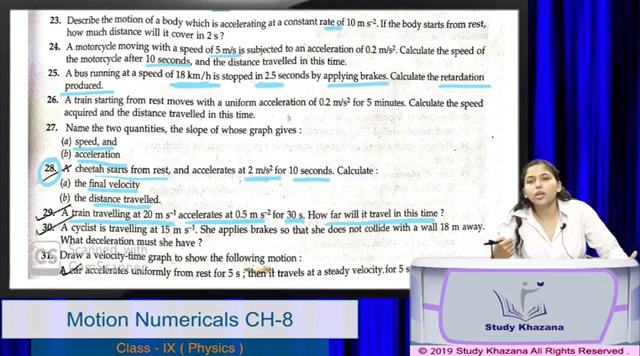 23. Describe the motion of a body which is accelerating at a constant rate of 10 m s⁻². If the body starts from rest,
how much distance will it cover in 2 s ?
24. A motorcycle moving with a speed of 5 m/s is subjected to an acceleration of 0.2 m/s². Calculate the speed of
the motorcycle after 10 seconds, and the distance travelled in this time.
25. A bus running at a speed of 18 km/h is stopped in 2.5 seconds by applying brakes. Calculate the retardation
produced.
26. A train starting from rest moves with a uniform acceleration of 0.2 m/s² for 5 minutes. Calculate the speed
acquired and the distance travelled in this time.
27. Name the two quantities, the slope of whose graph gives :
(a) speed, and
(b) acceleration
28. A cheetah starts from rest, and accelerates at 2 m/s² for 10 seconds. Calculate :
(a) the final velocity
(b) the distance travelled.
29. A train travelling at 20 m s⁻¹ accelerates at 0.5 m s⁻² for 30 s. How far will it travel in this time ?
30. A cyclist is travelling at 15 m s⁻¹. She applies brakes so that she does not collide with a wall 18 m away.
What deceleration must she have ?
31. Draw a velocity-time graph to show the following motion :
A car accelerates uniformly from rest for 5 s ; then it travels at a steady velocity for 5 s
CS
Scanned with
CamScanner
Study Khazana
Motion Numericals CH-8
Class - IX ( Physics )
© 2019 Study Khazana All Rights Reserved